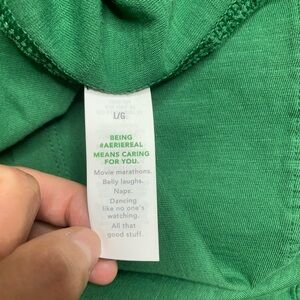 L/G
BEING
#AERIEREAL
MEANS CARING
FOR YOU.
Movie marathons.
Belly laughs.
Naps.
Dancing
like no one's
watching.
All that
good stuff.